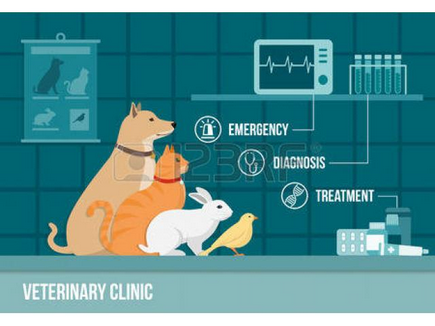 EMERGENCY
DIAGNOSIS
TREATMENT
VETERINARY CLINIC